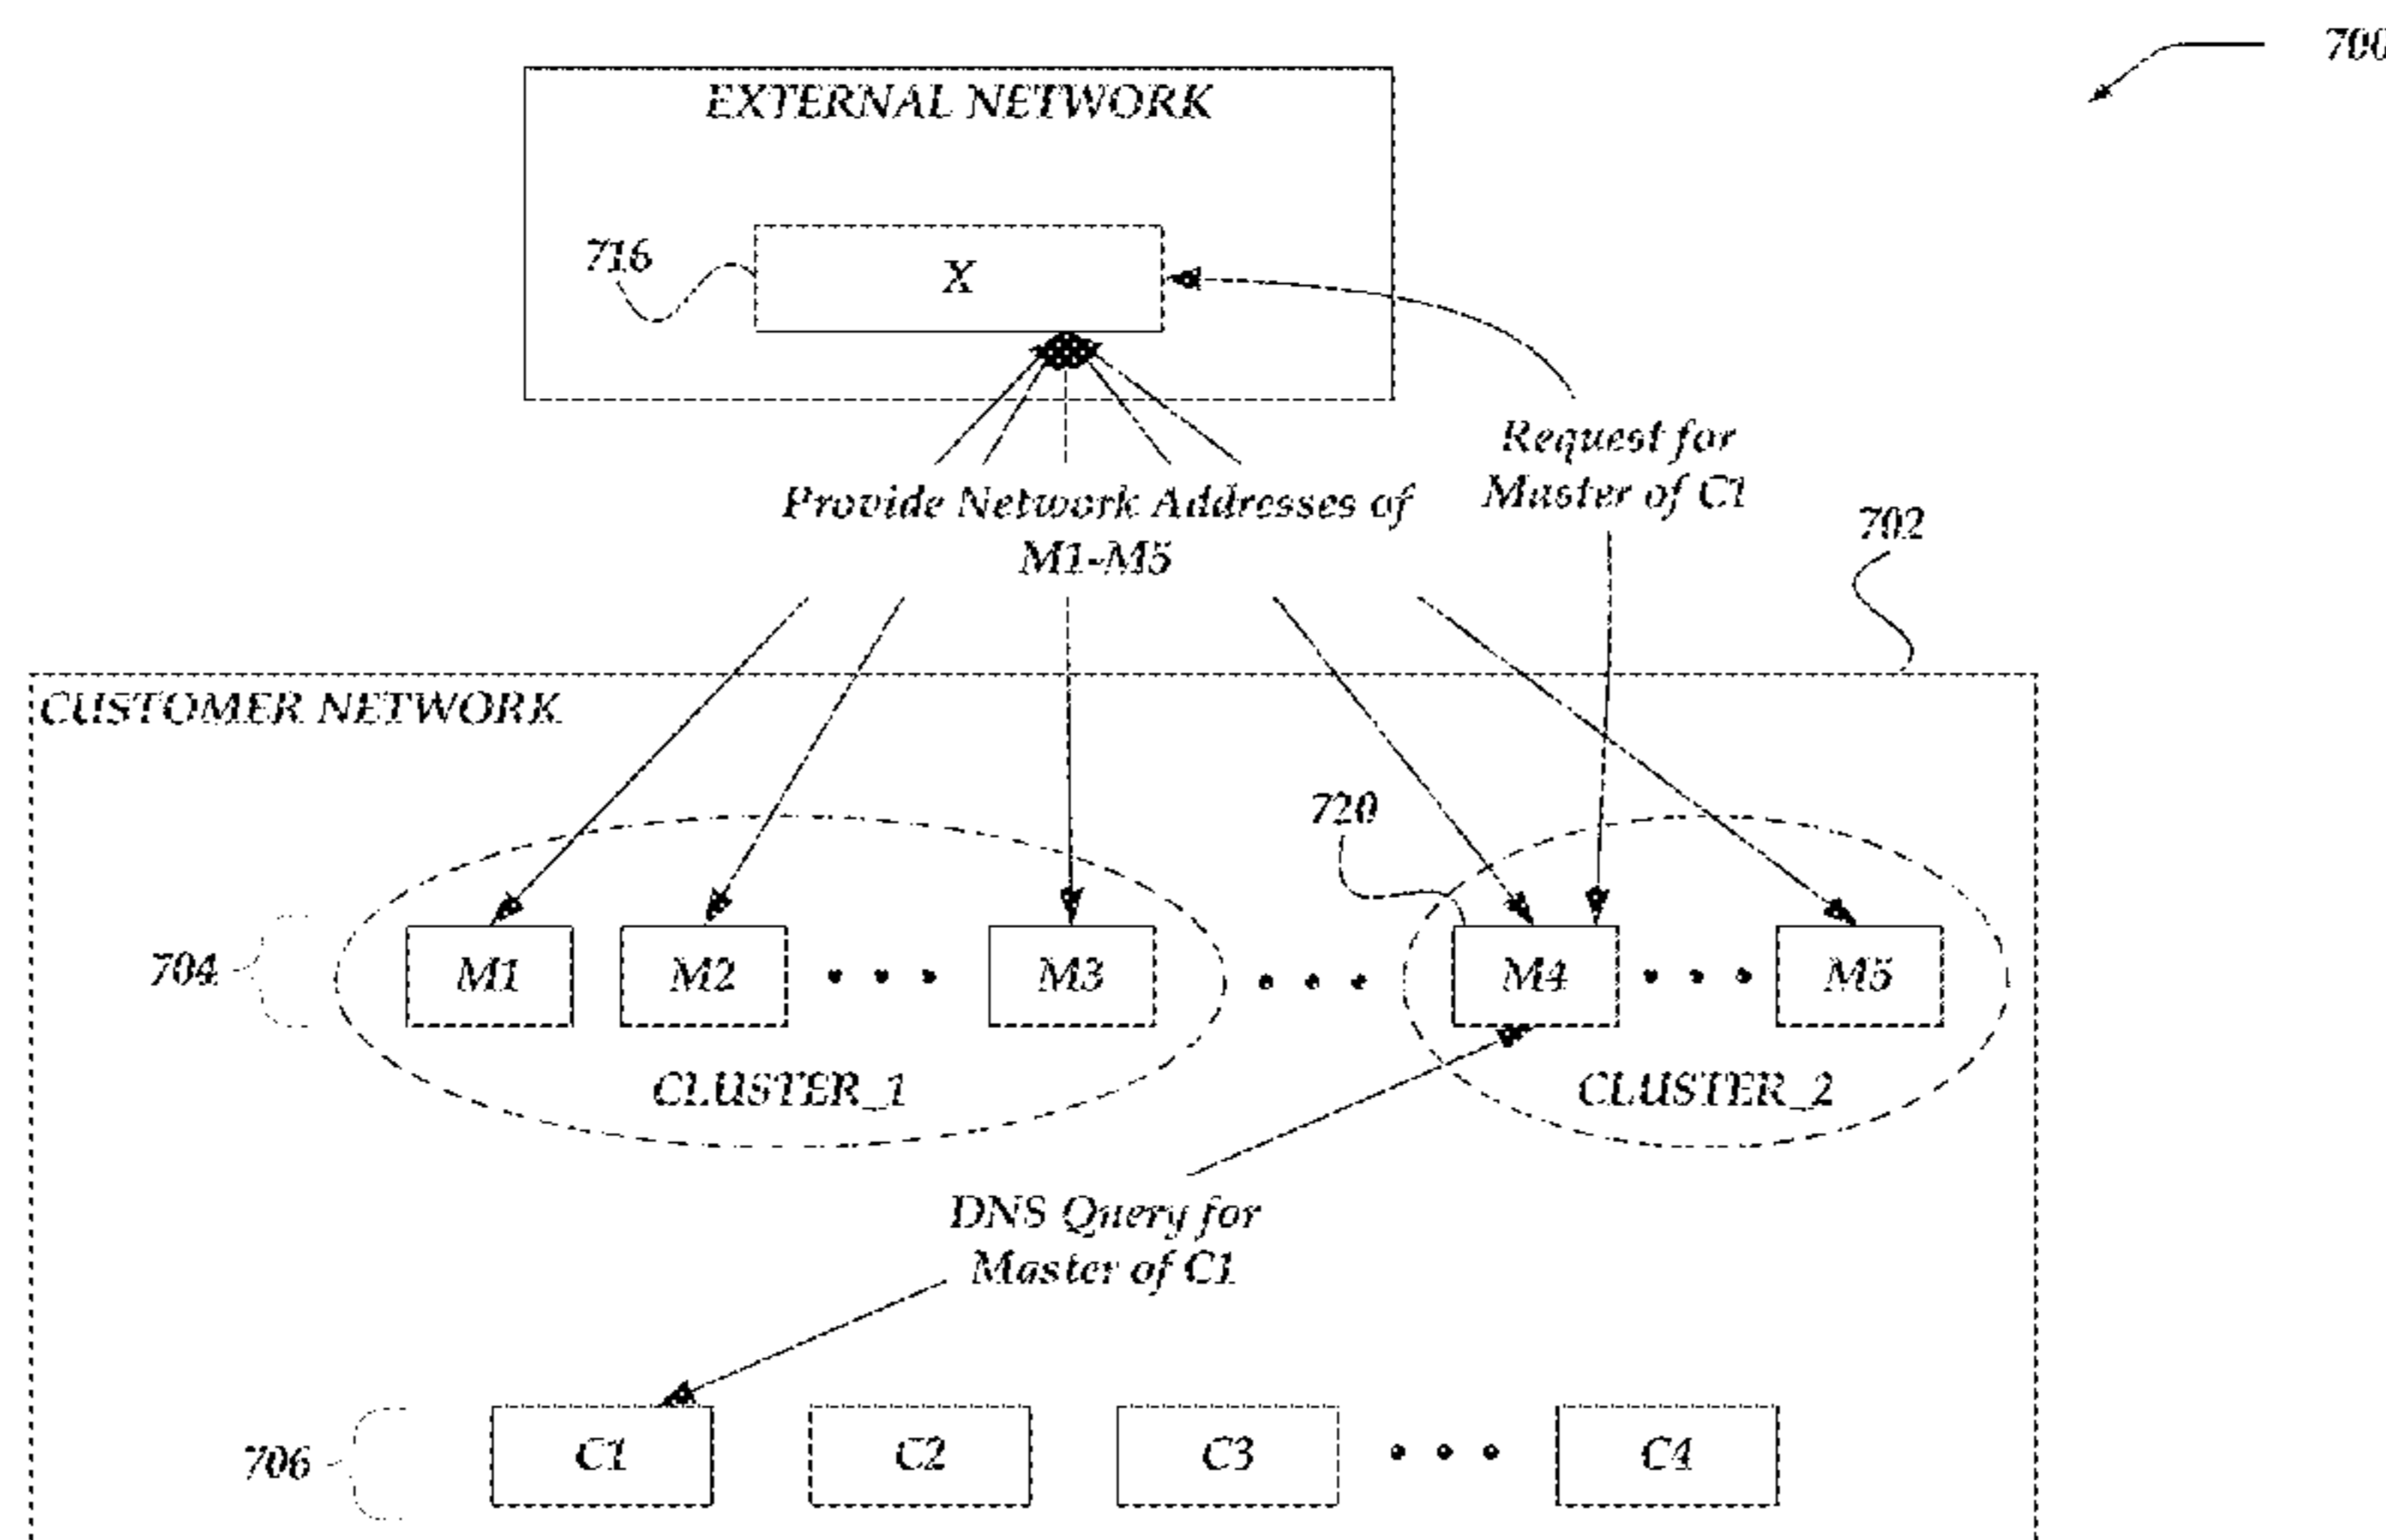 700
EXTERNAL NETWORK
716
X
Request for
Master of C1
Provide Network Addresses of
M1-M5
702
CUSTOMER NETWORK
720
704
M1
M2
• • •
M3
• • •
M4
• • •
M5
CLUSTER_1
CLUSTER_2
DNS Query for
Master of C1
706
C1
C2
C3
• • •
C4